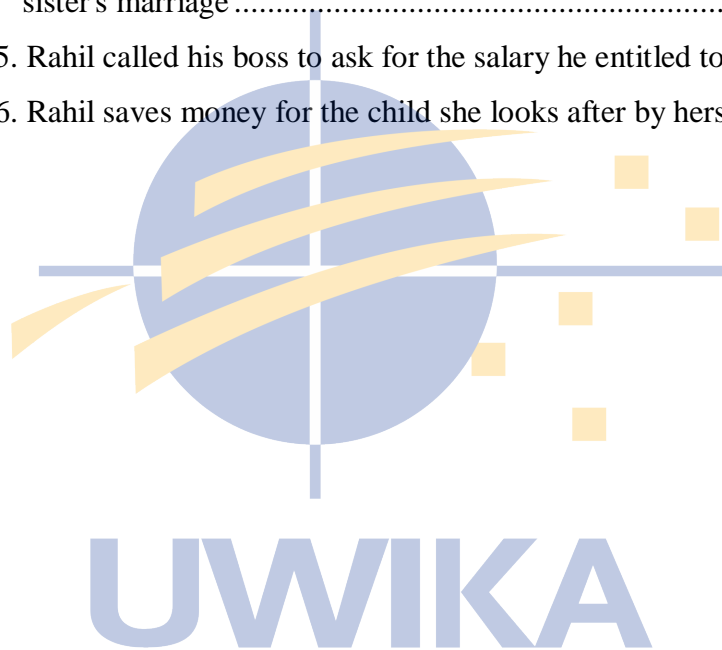 sister's marriage......................................................................
5. Rahil called his boss to ask for the salary he entitled to
6. Rahil saves money for the child she looks after by hers
UWIKA